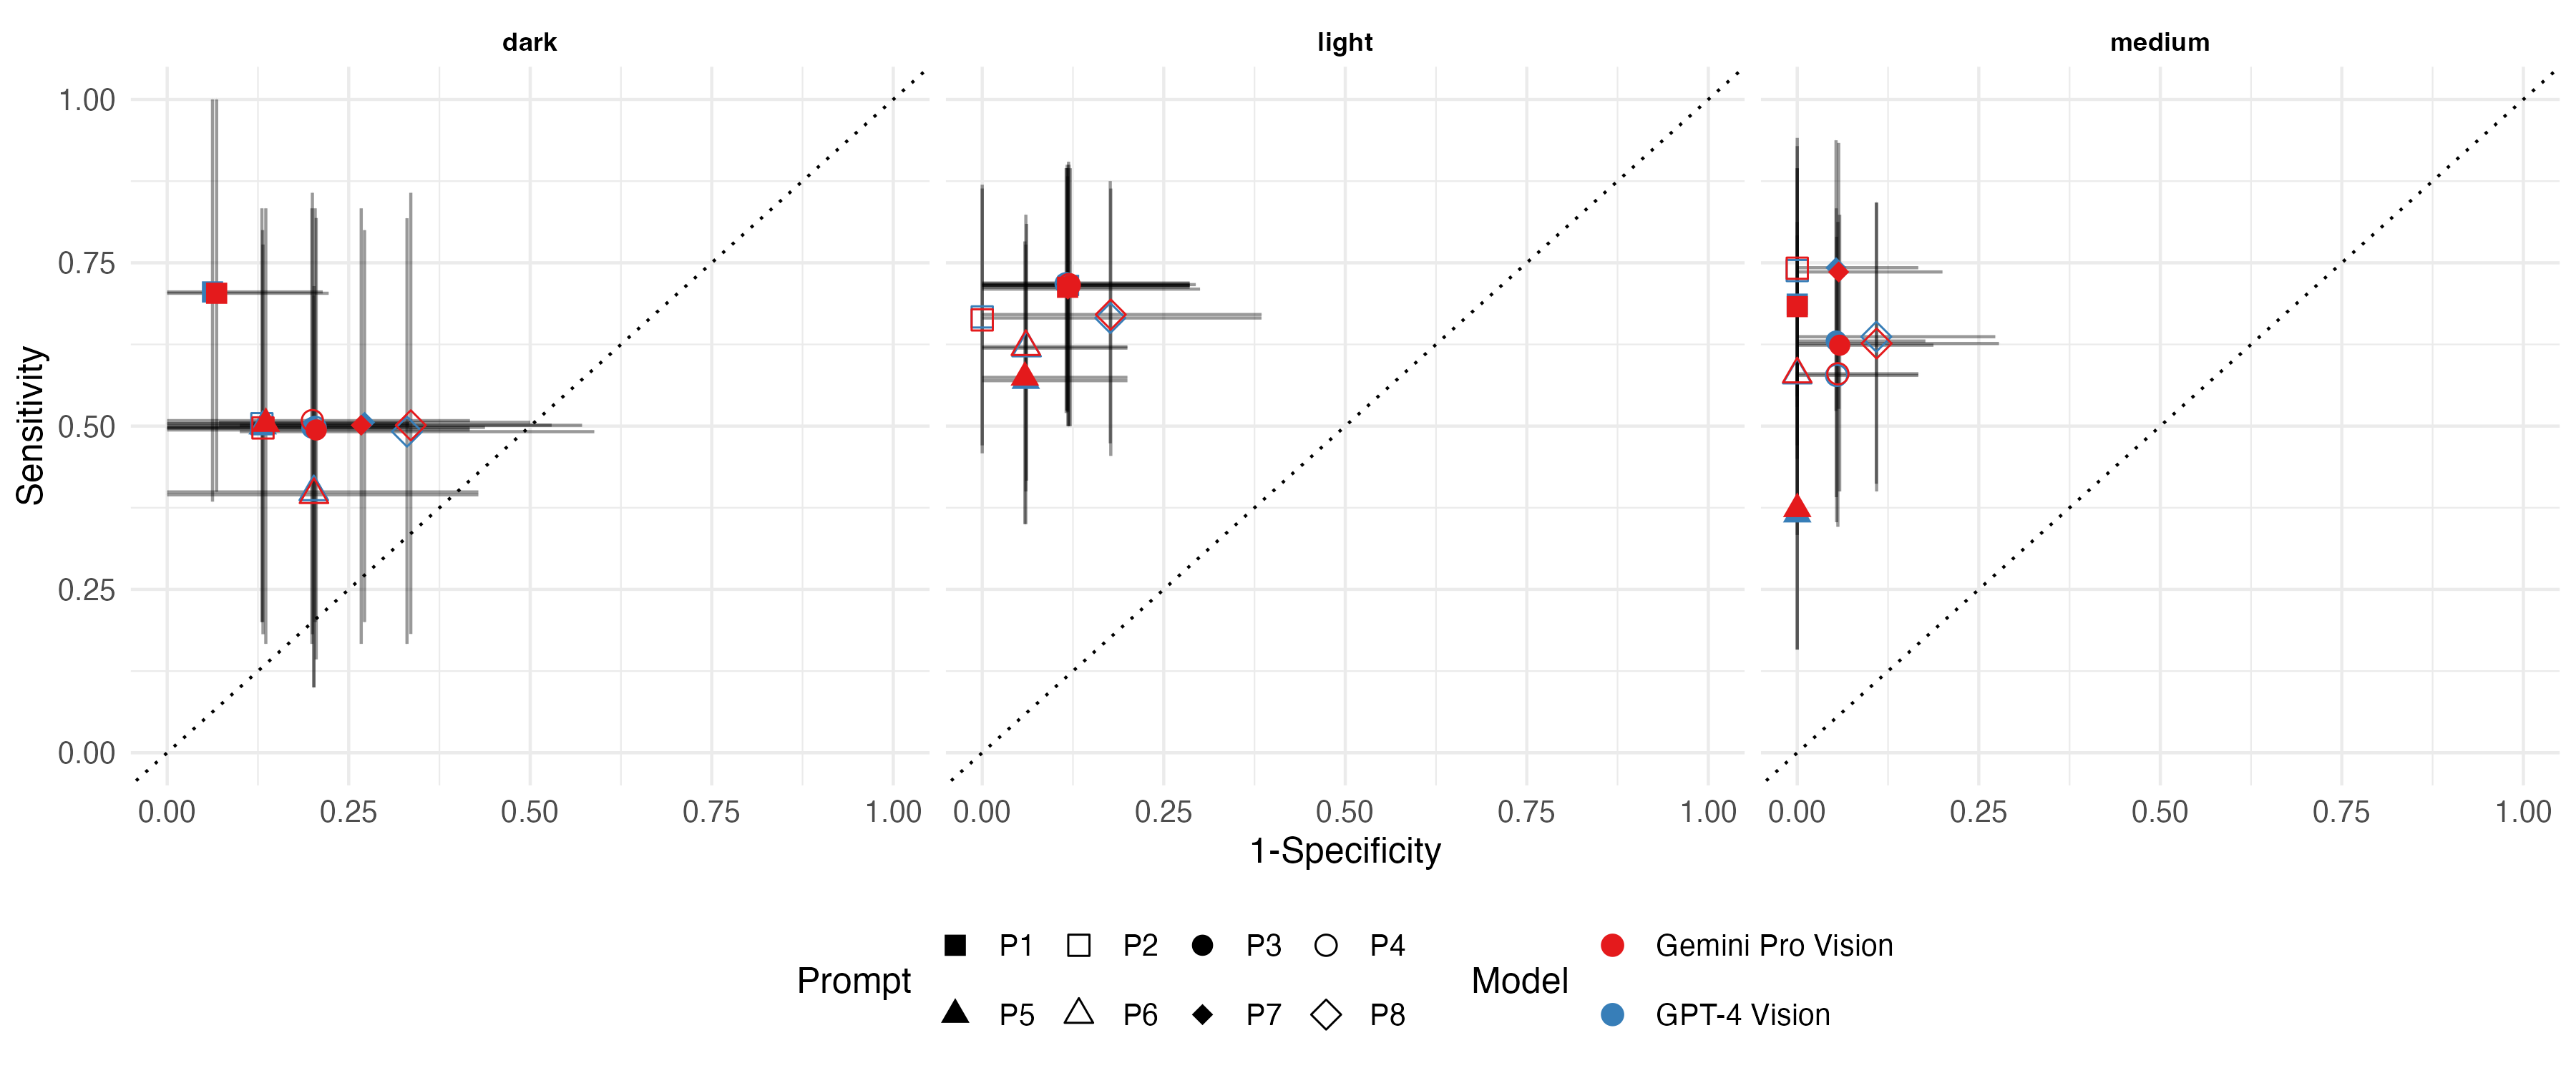 dark light medium
1.00
0.75
0.50
0.25
0.00
Sensitivity
0.00 0.25 0.50 0.75 1.00 0.00 0.25 0.50 0.75 1.00 0.00 0.25 0.50 0.75 1.00
1-Specificity
Prompt
P1 P2 P3 P4
P5 P6 P7 P8
Model
Gemini Pro Vision
GPT-4 Vision